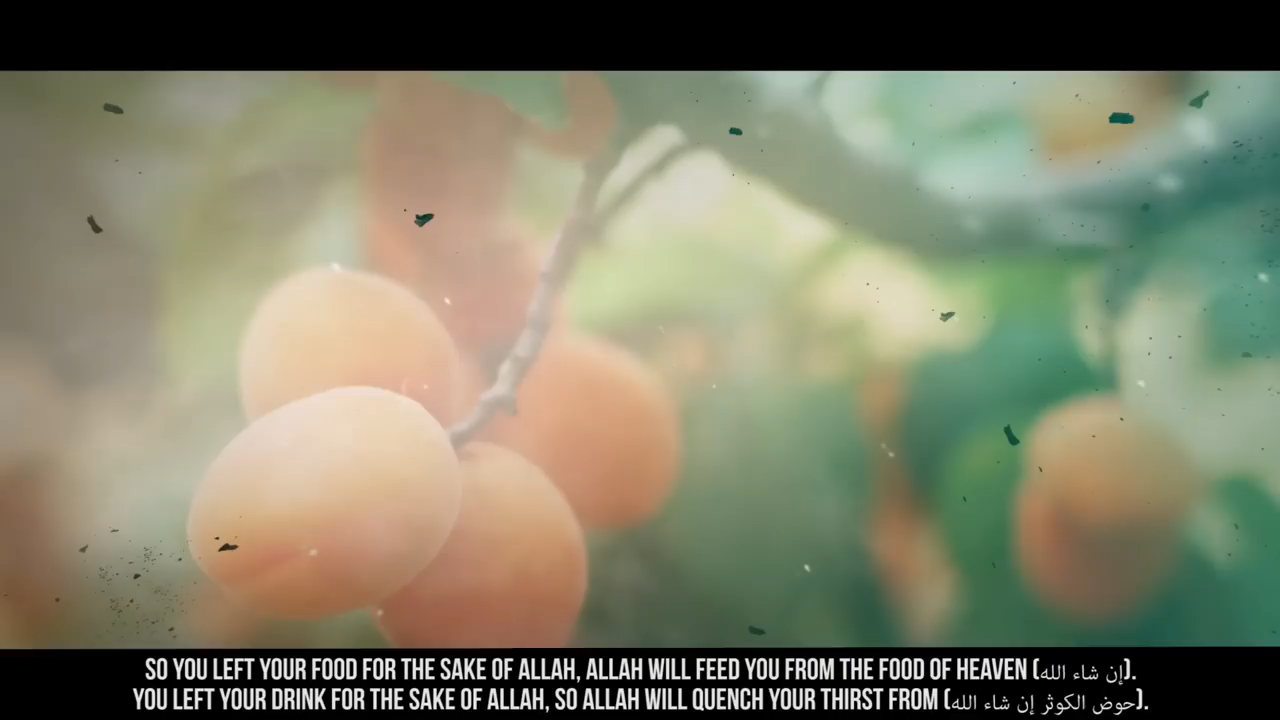 SO YOU LEFT YOUR FOOD FOR THE SAKE OF ALLAH, ALLAH WILL FEED YOU FROM THE FOOD OF HEAVEN (إن شاء الله).
YOU LEFT YOUR DRINK FOR THE SAKE OF ALLAH, SO ALLAH WILL QUENCH YOUR THIRST FROM (حوض الكوثر إن شاء الله).